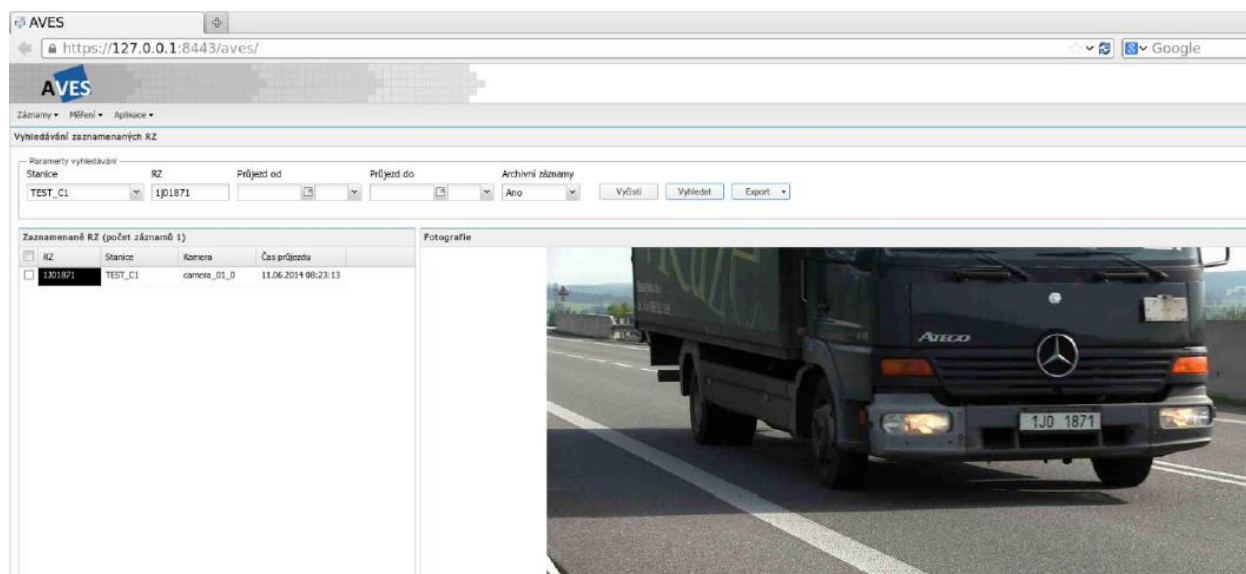 AVES
https://127.0.0.1:8443/aves/
Google
AVES
Záznamy Měření Aplikace
Vyhledávání zaznamenaných RZ
Parametry vyhledávání
Stanice RZ Průjezd od Průjezd do Archivní záznamy
TEST_C1 1J01871 Ano Vyčisti Vyhledat Export
Zaznamenané RZ (počet záznamů 1) Fotografie
RZ Stanice Kamera Čas průjezdu
1J01871 TEST_C1 camera_01_0 11.06.2014 08:23:13
ATEGO
1J0 1871